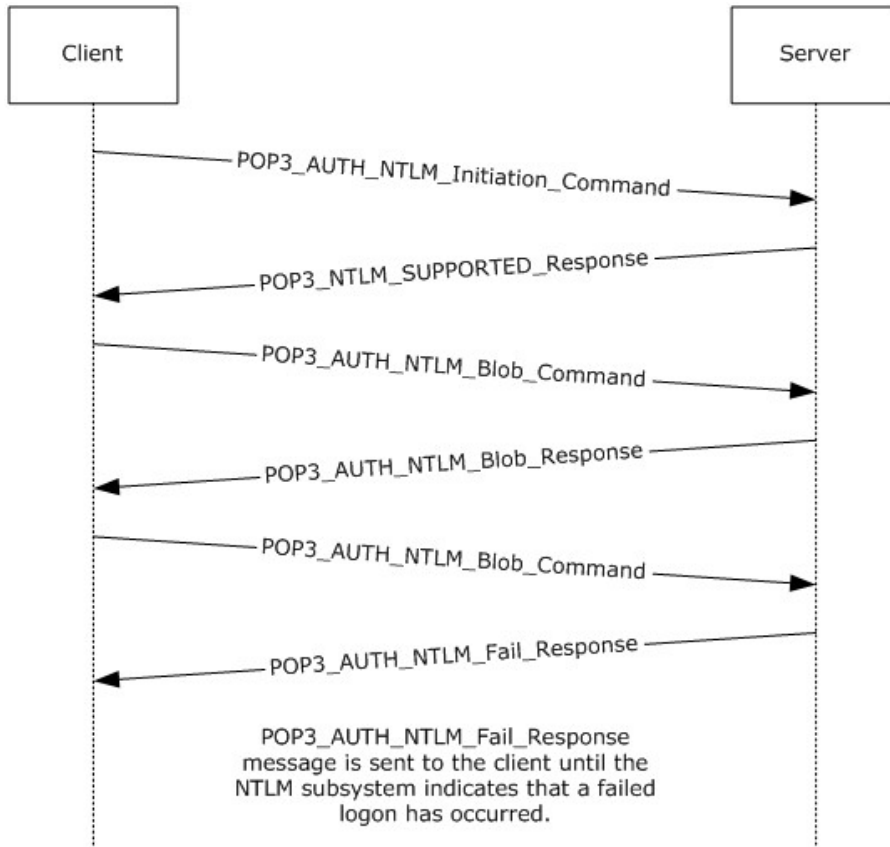 Client
Server
POP3_AUTH_NTLM_Initiation_Command
POP3_NTLM_SUPPORTED_Response
POP3_AUTH_NTLM_Blob_Command
POP3_AUTH_NTLM_Blob_Response
POP3_AUTH_NTLM_Blob_Command
POP3_AUTH_NTLM_Fail_Response
POP3_AUTH_NTLM_Fail_Response
message is sent to the client until the
NTLM subsystem indicates that a failed
logon has occurred.